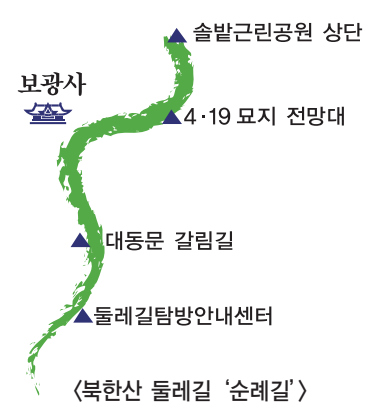 솔밭근린공원 상단
보광사
4·19 묘지 전망대
대동문 갈림길
둘레길탐방안내센터
〈북한산 둘레길 ‘순례길’〉